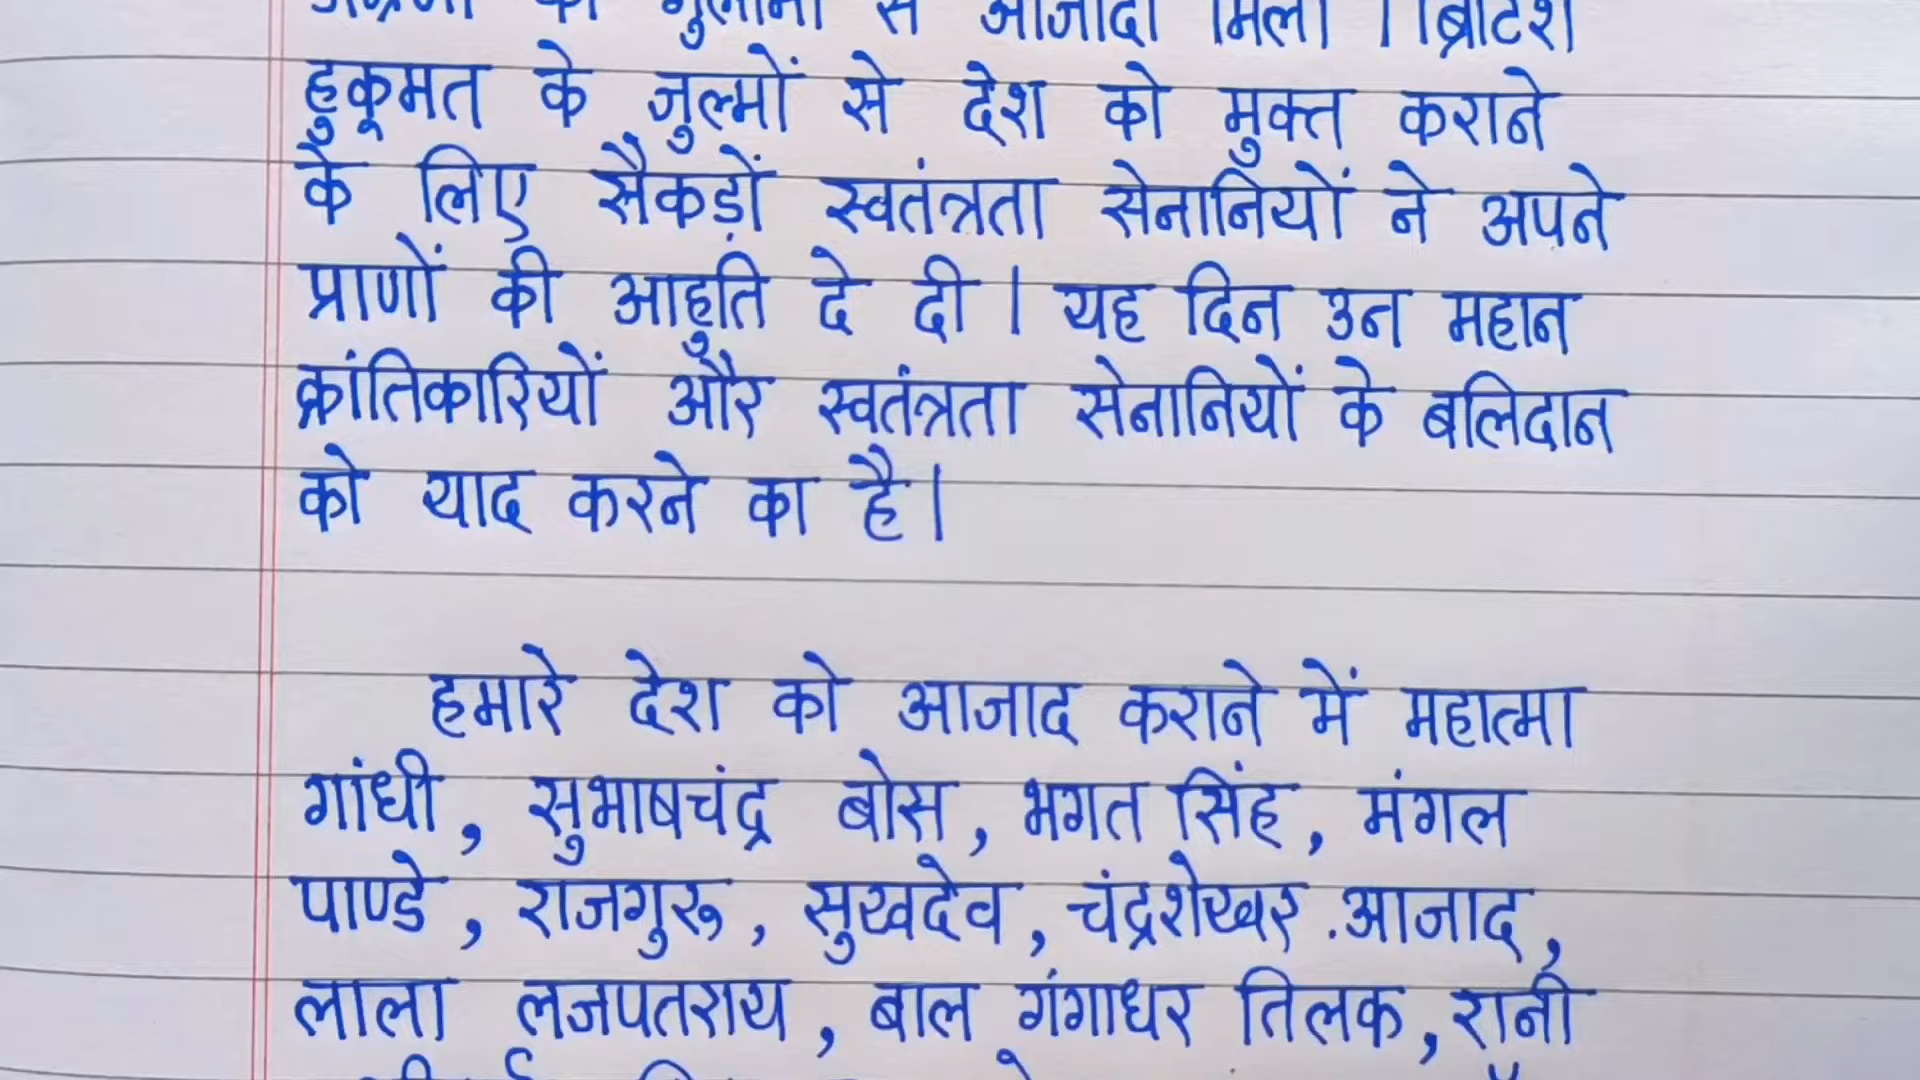 की गुलामी से आजादी मिली । ब्रिटिश
हुकूमत के जुल्मों से देश को मुक्त कराने
के लिए सैकड़ों स्वतंत्रता सेनानियों ने अपने
प्राणों की आहुति दे दी । यह दिन उन महान
क्रांतिकारियों और स्वतंत्रता सेनानियों के बलिदान
को याद करने का है।
हमारे देश को आजाद कराने में महात्मा
गांधी, सुभाषचंद्र बोस, भगत सिंह, मंगल
पाण्डे, राजगुरू, सुखदेव, चंद्रशेखर .आजाद,
लाला लजपतराय, बाल गंगाधर तिलक, रानी